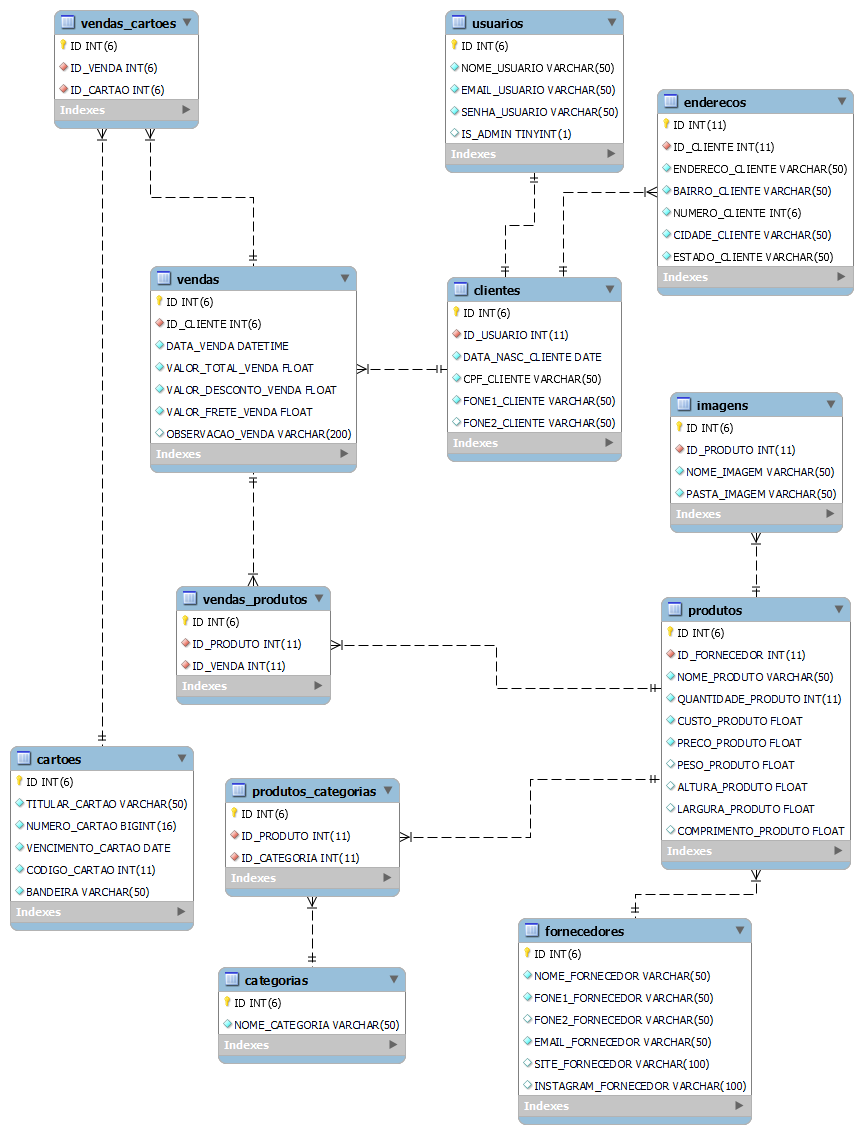 vendas_cartoes
ID INT(6)
ID_VENDA INT(6)
ID_CARTAO INT(6)
Indexes
usuarios
ID INT(6)
NOME_USUARIO VARCHAR(50)
EMAIL_USUARIO VARCHAR(50)
SENHA_USUARIO VARCHAR(50)
IS_ADMIN TINYINT(1)
Indexes
enderecos
ID INT(11)
ID_CLIENTE INT(11)
ENDERECO_CLIENTE VARCHAR(50)
BAIRRO_CLIENTE VARCHAR(50)
NUMERO_CLIENTE INT(6)
CIDADE_CLIENTE VARCHAR(50)
ESTADO_CLIENTE VARCHAR(50)
Indexes
vendas
ID INT(6)
ID_CLIENTE INT(6)
DATA_VENDA DATETIME
VALOR_TOTAL_VENDA FLOAT
VALOR_DESCONTO_VENDA FLOAT
VALOR_FRETE_VENDA FLOAT
OBSERVACAO_VENDA VARCHAR(200)
Indexes
clientes
ID INT(6)
ID_USUARIO INT(11)
DATA_NASC_CLIENTE DATE
CPF_CLIENTE VARCHAR(50)
FONE1_CLIENTE VARCHAR(50)
FONE2_CLIENTE VARCHAR(50)
Indexes
imagens
ID INT(6)
ID_PRODUTO INT(11)
NOME_IMAGEM VARCHAR(50)
PASTA_IMAGEM VARCHAR(50)
Indexes
vendas_produtos
ID INT(6)
ID_PRODUTO INT(11)
ID_VENDA INT(11)
Indexes
produtos
ID INT(6)
ID_FORNECEDOR INT(11)
NOME_PRODUTO VARCHAR(50)
QUANTIDADE_PRODUTO INT(11)
CUSTO_PRODUTO FLOAT
PRECO_PRODUTO FLOAT
PESO_PRODUTO FLOAT
ALTURA_PRODUTO FLOAT
LARGURA_PRODUTO FLOAT
COMPRIMENTO_PRODUTO FLOAT
Indexes
cartoes
ID INT(6)
TITULAR_CARTAO VARCHAR(50)
NUMERO_CARTAO BIGINT(16)
VENCIMENTO_CARTAO DATE
CODIGO_CARTAO INT(11)
BANDEIRA VARCHAR(50)
Indexes
produtos_categorias
ID INT(6)
ID_PRODUTO INT(11)
ID_CATEGORIA INT(11)
Indexes
categorias
ID INT(6)
NOME_CATEGORIA VARCHAR(50)
Indexes
fornecedores
ID INT(6)
NOME_FORNECEDOR VARCHAR(50)
FONE1_FORNECEDOR VARCHAR(50)
FONE2_FORNECEDOR VARCHAR(50)
EMAIL_FORNECEDOR VARCHAR(50)
SITE_FORNECEDOR VARCHAR(100)
INSTAGRAM_FORNECEDOR VARCHAR(100)
Indexes